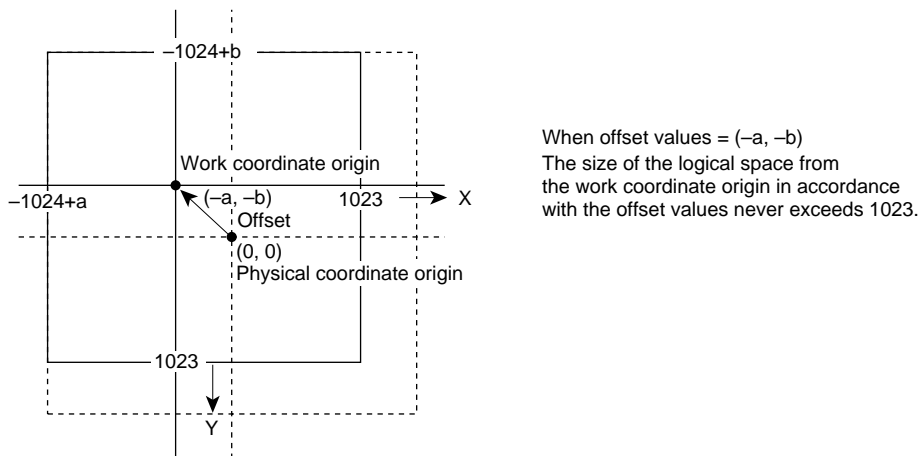 –1024+b
When offset values = (–a, –b)
The size of the logical space from
the work coordinate origin in accordance
with the offset values never exceeds 1023.
Work coordinate origin
–1024+a
(–a, –b)
1023
X
Offset
(0, 0)
Physical coordinate origin
1023
Y